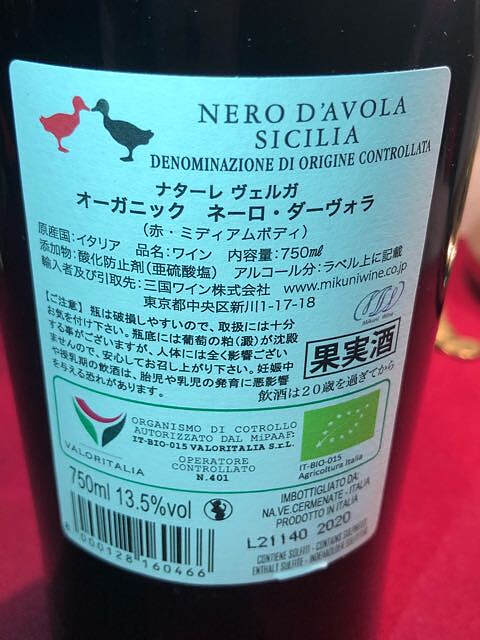 NERO D'AVOLA
SICILIA
DENOMINAZIONE DI ORIGINE CONTROLLATA
ナターレ ヴェルガ
オーガニック ネーロ・ダーヴォラ
(赤・ミディアムボディ)
原産国:イタリア 品名:ワイン 内容量:750㎖
添加物:酸化防止剤(亜硫酸塩) アルコール分:ラベル上に記載
輸入者及び引取先:三国ワイン株式会社 www.mikuniwine.co.jp
東京都中央区新川1-17-18
Mikuni Wine
【ご注意】 瓶は破損しやすいので、取扱には十分
お気を付け下さい。瓶底には葡萄の粕(澱)が沈殿
する事がございますが、人体には全く影響ござい
ませんので、安心してお召し上がり下さい。妊娠中
や授乳期の飲酒は、胎児や乳児の発育に悪影響
を与える恐れがあります。
果実酒
飲酒は20歳を過ぎてから
VALORITALIA
ORGANISMO DI COTROLLO
AUTORIZZATO DAL MiPAAF:
IT-BIO-015 VALORITALIA S.r.L.
OPERATORE
CONTROLLATO
N.401
IT-BIO-015
Agricoltura Italia
750ml 13.5%vol
IMBOTTIGLIATO DA:
NA.VE.CERMENATE - ITALIA
PRODOTTO IN ITALIA
L21140 2020
CONTIENE SOLFITI - CONTAINS SULPHITES
ENTHÄLT SULFITE -
8 000128 160466